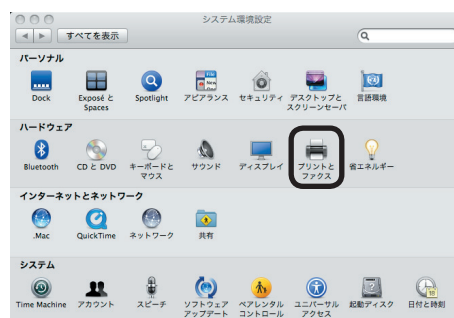 システム環境設定
すべてを表示
パーソナル
Dock
Exposé と
Spaces
Spotlight
アピアランス
セキュリティ
デスクトップと
スクリーンセーバ
言語環境
ハードウェア
Bluetooth
CD と DVD
キーボードと
マウス
サウンド
ディスプレイ
プリントと
ファクス
省エネルギー
インターネットとネットワーク
.Mac
QuickTime
ネットワーク
共有
システム
Time Machine
アカウント
スピーチ
ソフトウェア
アップデート
ペアレンタル
コントロール
ユニバーサル
アクセス
起動ディスク
日付と時刻